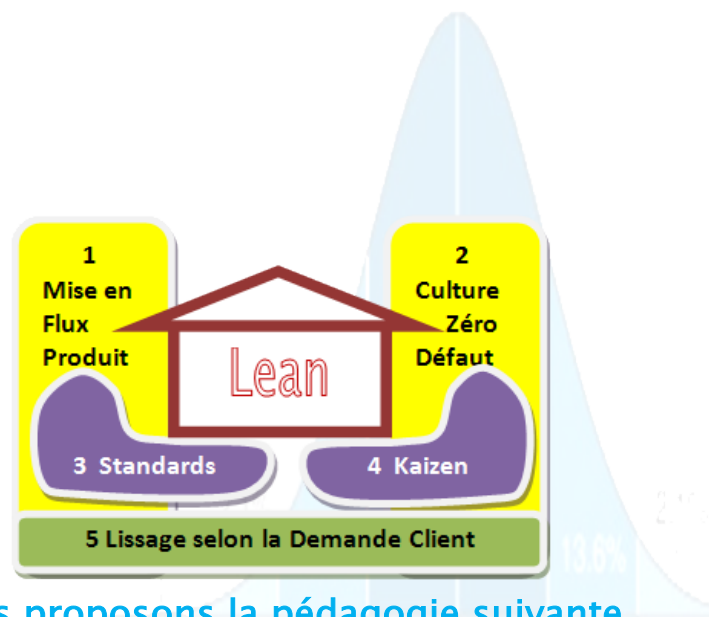 1
Mise en
Flux
Produit
2
Culture
Zéro
Défaut
Lean
3 Standards
4 Kaizen
5 Lissage selon la Demande Client
13.6%
proposons la pédagogie suivante